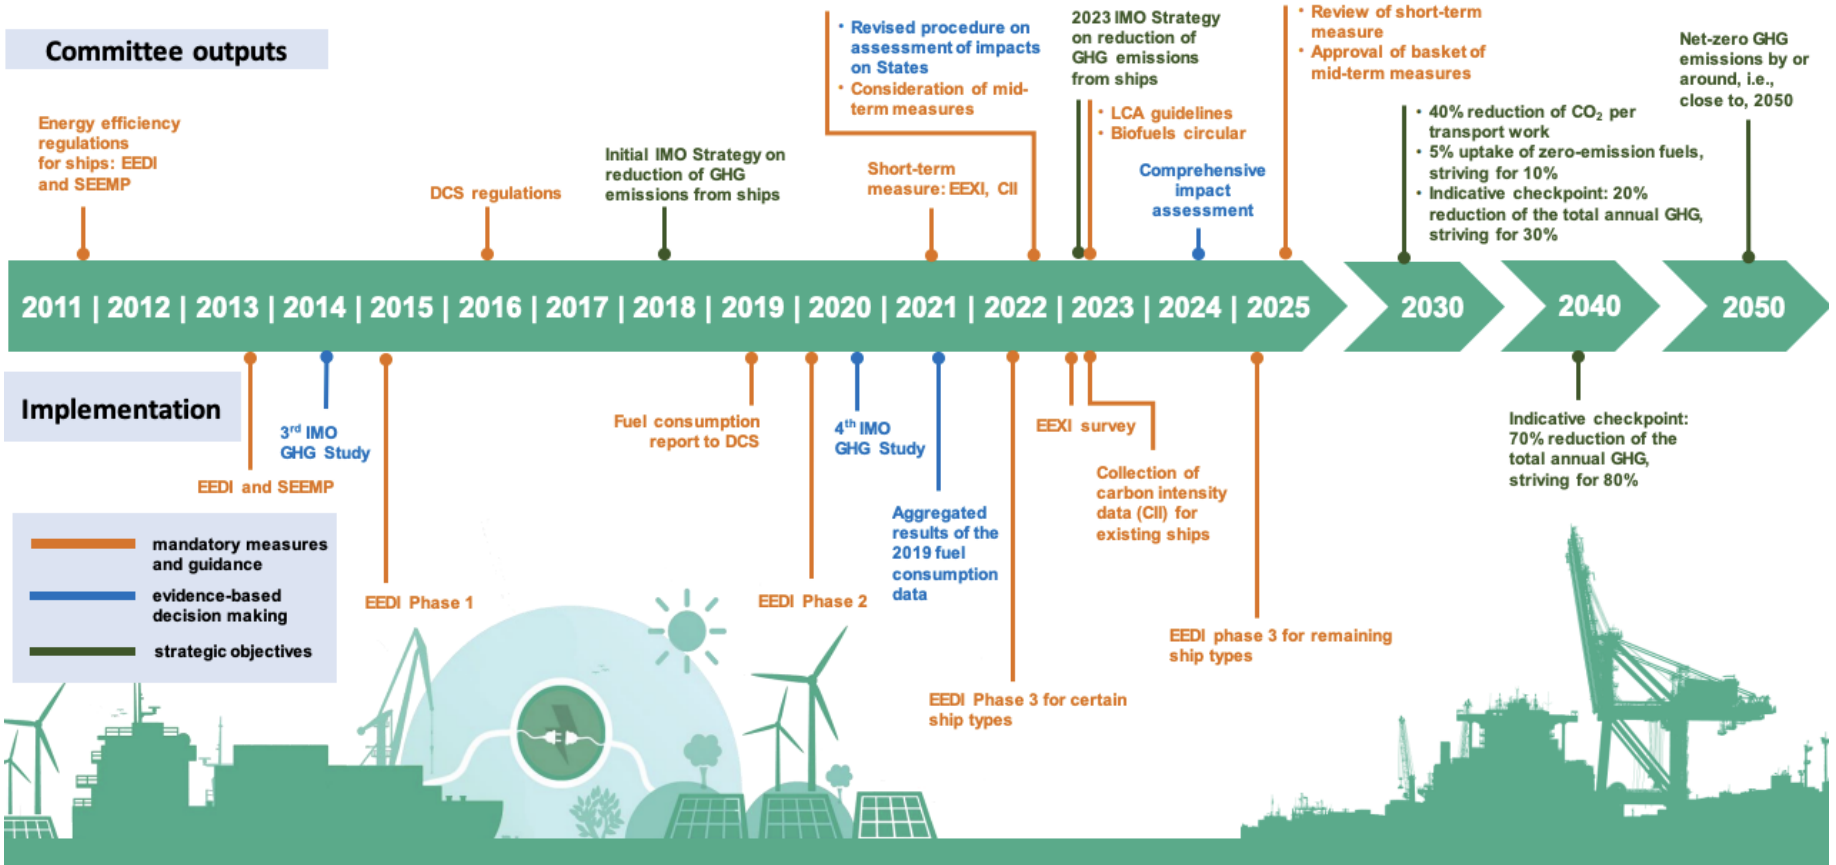 Committee outputs
Energy efficiency
regulations
for ships: EEDI
and SEEMP
DCS regulations
Initial IMO Strategy on
reduction of GHG
emissions from ships
• Revised procedure on
assessment of impacts
on States
• Consideration of mid-
term measures
Short-term
measure: EEXI, CII
2023 IMO Strategy
on reduction of
GHG emissions
from ships
• LCA guidelines
• Biofuels circular
Comprehensive
impact
assessment
• Review of short-term
measure
• Approval of basket of
mid-term measures
• 40% reduction of CO₂ per
transport work
• 5% uptake of zero-emission fuels,
striving for 10%
• Indicative checkpoint: 20%
reduction of the total annual GHG,
striving for 30%
Net-zero GHG
emissions by or
around, i.e.,
close to, 2050
2011 | 2012 | 2013 | 2014 | 2015 | 2016 | 2017 | 2018 | 2019 | 2020 | 2021 | 2022 | 2023 | 2024 | 2025
2030
2040
2050
Implementation
EEDI and SEEMP
3rd IMO
GHG Study
EEDI Phase 1
Fuel consumption
report to DCS
EEDI Phase 2
4th IMO
GHG Study
Aggregated
results of the
2019 fuel
consumption
data
EEDI Phase 3 for certain
ship types
EEXI survey
Collection of
carbon intensity
data (CII) for
existing ships
EEDI phase 3 for remaining
ship types
Indicative checkpoint:
70% reduction of the
total annual GHG,
striving for 80%
mandatory measures
and guidance
evidence-based
decision making
strategic objectives